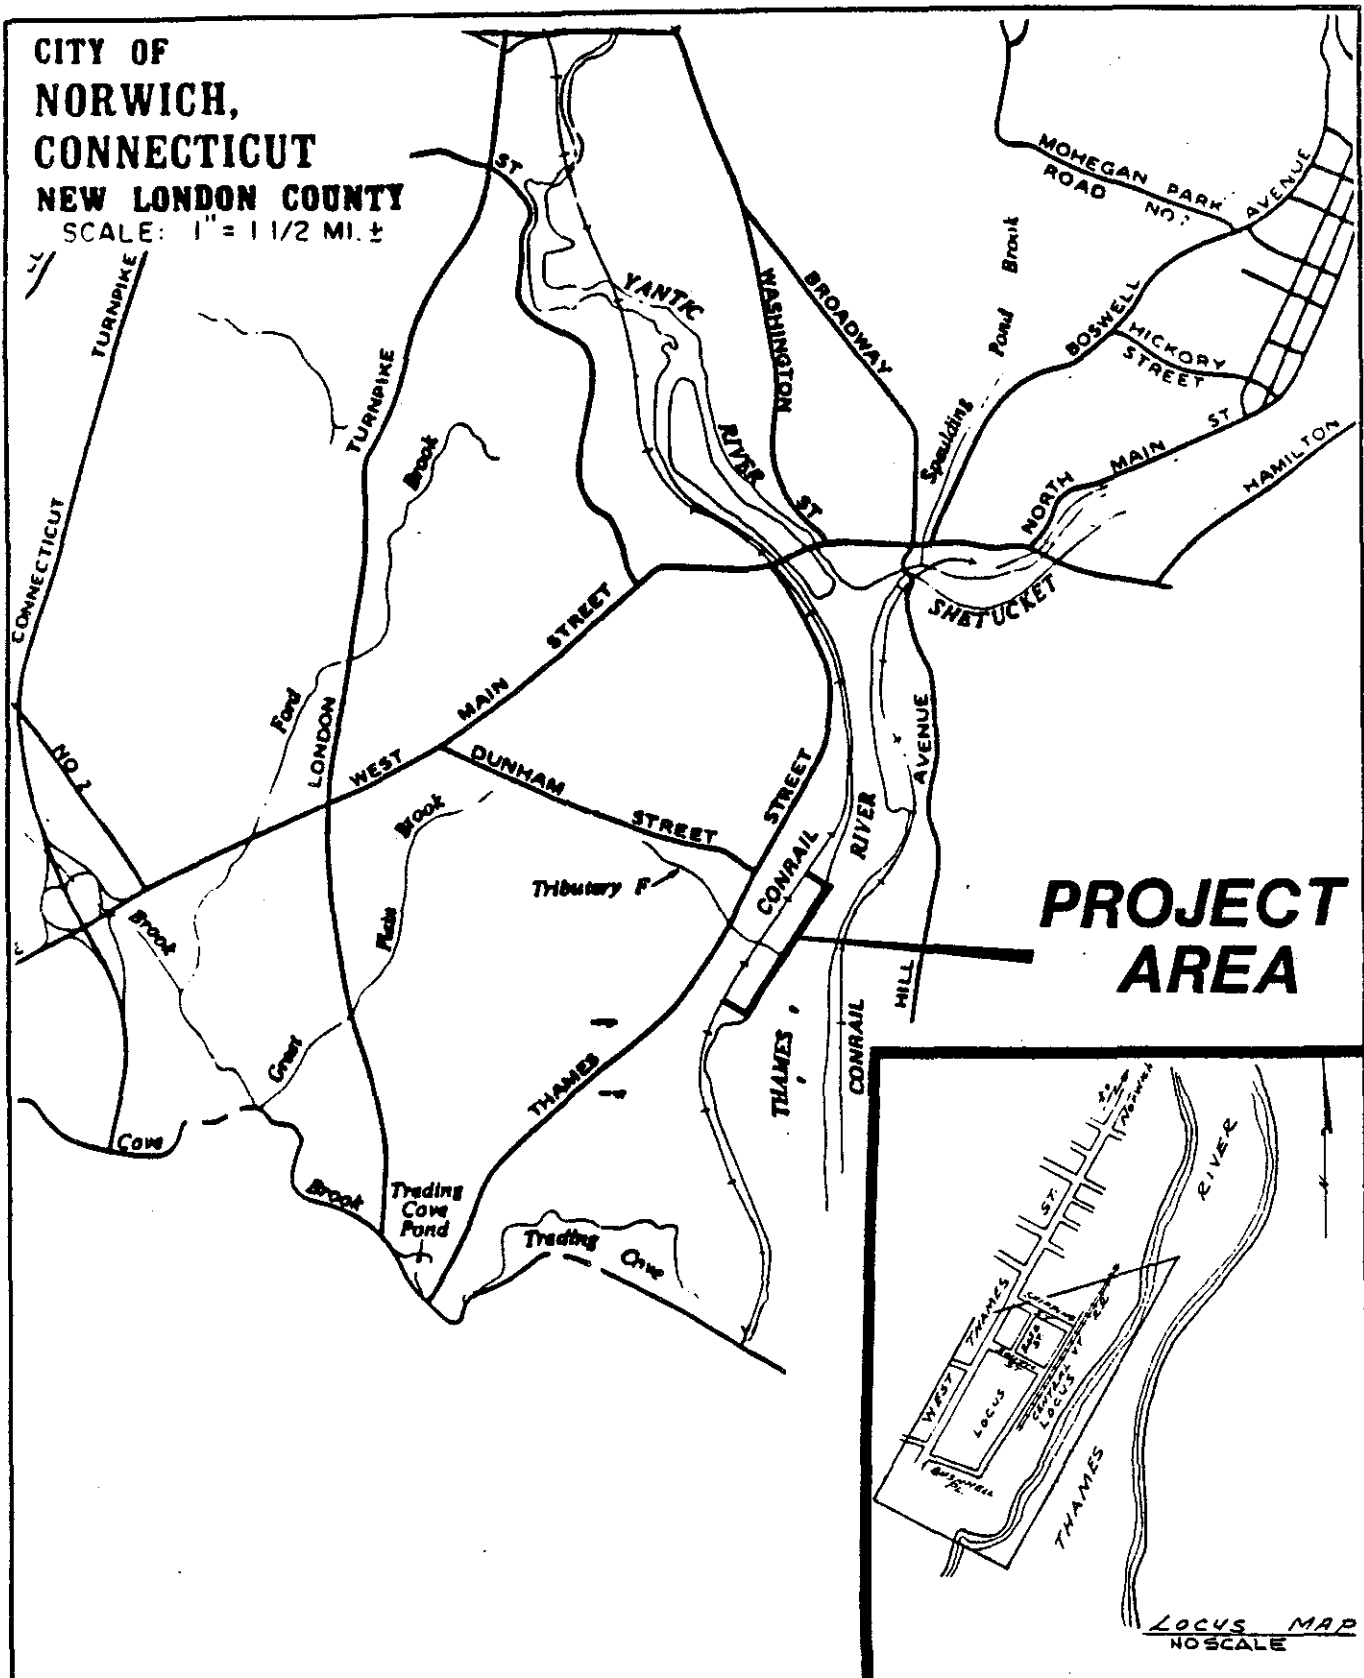 CITY OF
NORWICH,
CONNECTICUT
NEW LONDON COUNTY
SCALE: 1" = 1 1/2 MI. ±
TURNPIKE
CONNECTICUT
NO 2
TURNPIKE
LONDON
ST
YANTIC
RIVER
WASHINGTON
ST
BROADWAY
MOHEGAN PARK
ROAD NO.
AVENUE
BOSWELL
HICKORY
STREET
Spaulding Pond Brook
NORTH MAIN ST
HAMILTON
SHETUCKET
Ford Brook
WEST MAIN STREET
DUNHAM STREET
Great Plain Brook
Tributary F
STREET
THAMES
CONRAIL
RIVER
THAMES
CONRAIL
AVENUE
HILL
PROJECT
AREA
Brook
Cove
Brook
Trading
Cove
Pond
Trading Cove
RIVER
ST.
THAMES
WEST
LOCUS
CENTRAL VT
LOCUS
THAMES
LOCUS MAP
NO SCALE